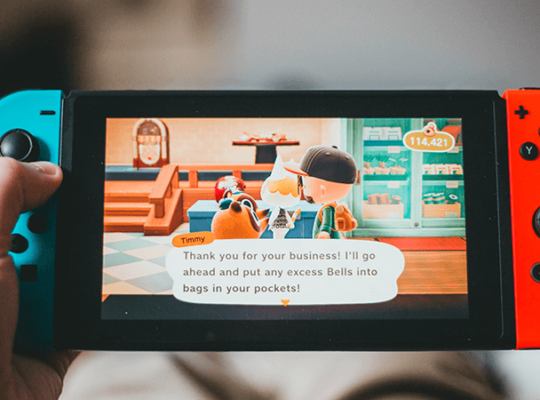 114,421
Y
Timmy
Thank you for your business! I'll go
ahead and put any excess Bells into
bags in your pockets!